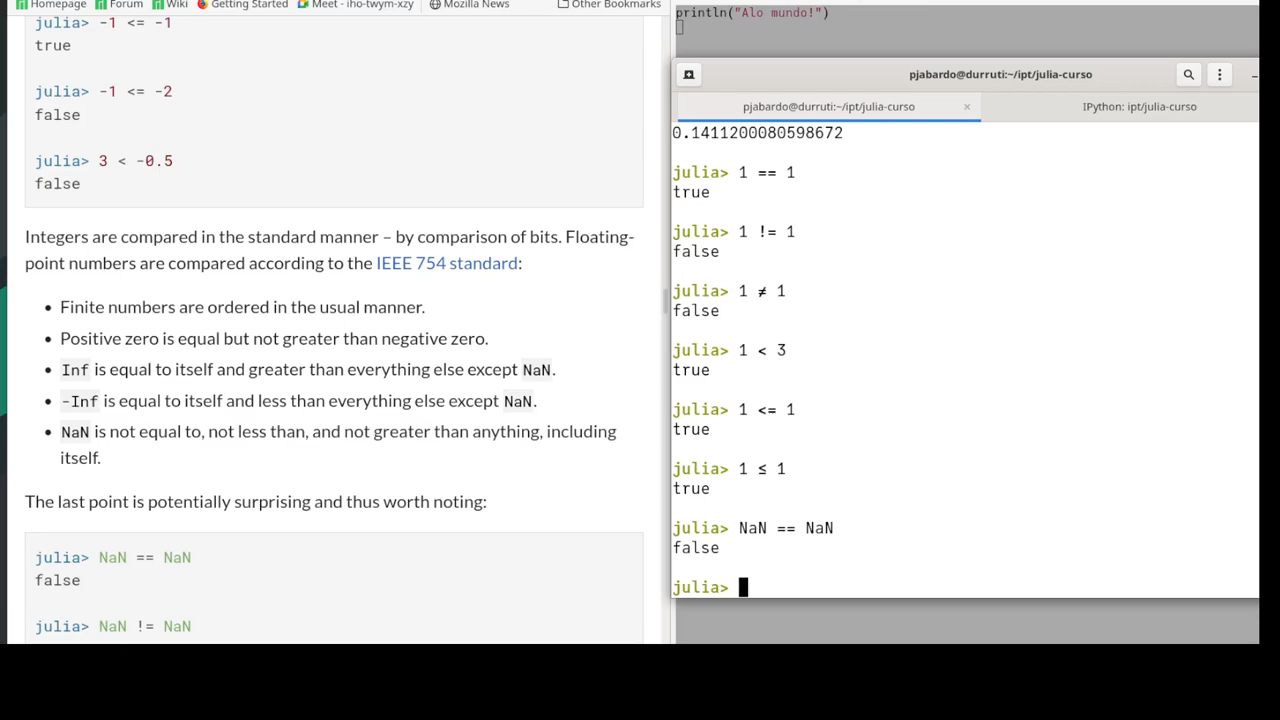 Homepage Forum Wiki Getting Started Meet - iho-twym-xzy Mozilla News Other Bookmarks
julia> -1 <= -1
true
julia> -1 <= -2
false
julia> 3 < -0.5
false
Integers are compared in the standard manner – by comparison of bits. Floating-
point numbers are compared according to the IEEE 754 standard:
• Finite numbers are ordered in the usual manner.
• Positive zero is equal but not greater than negative zero.
• Inf is equal to itself and greater than everything else except NaN.
• -Inf is equal to itself and less than everything else except NaN.
• NaN is not equal to, not less than, and not greater than anything, including
itself.
The last point is potentially surprising and thus worth noting:
julia> NaN == NaN
false
julia> NaN != NaN
println("Alo mundo!")
pjabardo@durruti:~/ipt/julia-curso
pjabardo@durruti:~/ipt/julia-curso × IPython: ipt/julia-curso
0.1411200080598672
julia> 1 == 1
true
julia> 1 != 1
false
julia> 1 ≠ 1
false
julia> 1 < 3
true
julia> 1 <= 1
true
julia> 1 ≤ 1
true
julia> NaN == NaN
false
julia>